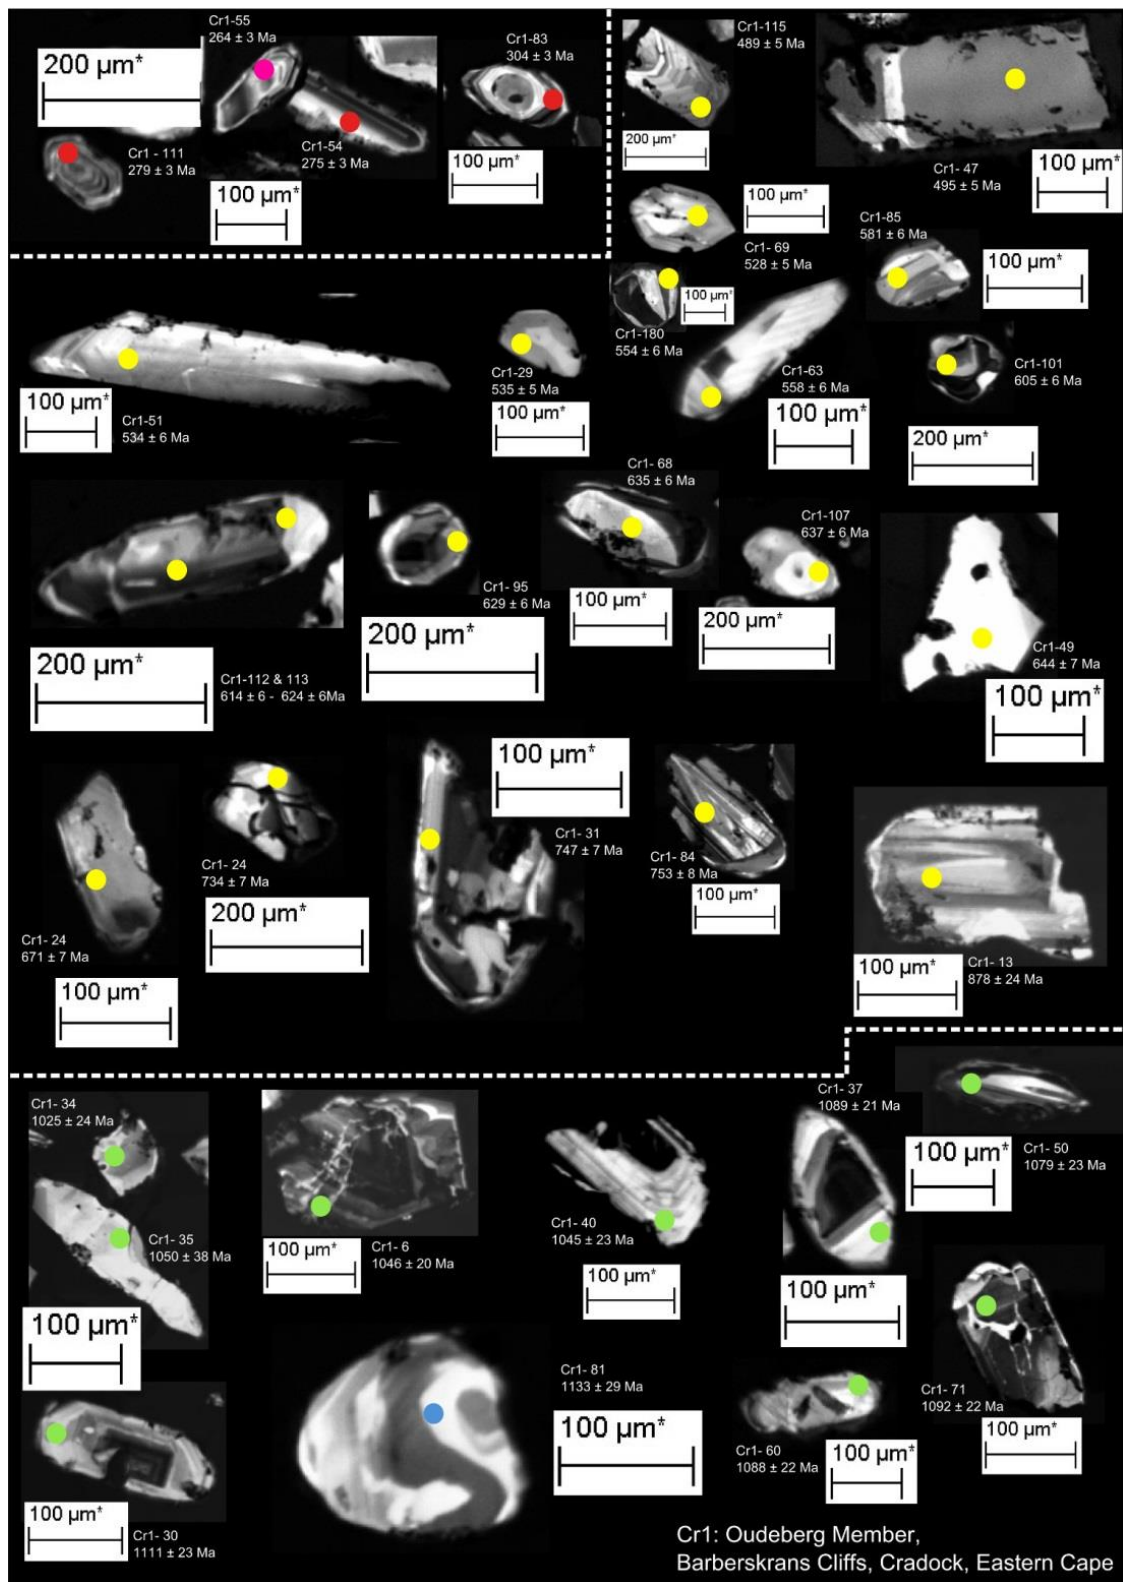 Cr1-55
264 ± 3 Ma
200 µm*
Cr1 - 111
279 ± 3 Ma
Cr1-54
275 ± 3 Ma
100 µm*
Cr1-83
304 ± 3 Ma
100 µm*
Cr1-115
489 ± 5 Ma
200 µm*
Cr1- 47
495 ± 5 Ma
100 µm*
100 µm*
Cr1- 69
528 ± 5 Ma
Cr1-85
581 ± 6 Ma
100 µm*
100 µm*
Cr1-180
554 ± 6 Ma
Cr1-63
558 ± 6 Ma
100 µm*
Cr1-101
605 ± 6 Ma
200 µm*
100 µm*
Cr1-51
534 ± 6 Ma
Cr1-29
535 ± 5 Ma
100 µm*
200 µm*
Cr1-112 & 113
614 ± 6 - 624 ± 6Ma
Cr1- 95
629 ± 6 Ma
200 µm*
Cr1- 68
635 ± 6 Ma
100 µm*
Cr1-107
637 ± 6 Ma
200 µm*
Cr1-49
644 ± 7 Ma
100 µm*
Cr1- 24
671 ± 7 Ma
100 µm*
Cr1- 24
734 ± 7 Ma
200 µm*
100 µm*
Cr1- 31
747 ± 7 Ma
Cr1- 84
753 ± 8 Ma
100 µm*
100 µm*
Cr1- 13
878 ± 24 Ma
Cr1- 34
1025 ± 24 Ma
Cr1- 35
1050 ± 38 Ma
100 µm*
100 µm*
Cr1- 6
1046 ± 20 Ma
Cr1- 40
1045 ± 23 Ma
100 µm*
Cr1- 37
1089 ± 21 Ma
100 µm*
100 µm*
Cr1- 50
1079 ± 23 Ma
100 µm*
Cr1- 30
1111 ± 23 Ma
Cr1- 81
1133 ± 29 Ma
100 µm*
Cr1- 60
1088 ± 22 Ma
100 µm*
Cr1- 71
1092 ± 22 Ma
100 µm*
Cr1: Oudeberg Member,
Barberskrans Cliffs, Cradock, Eastern Cape